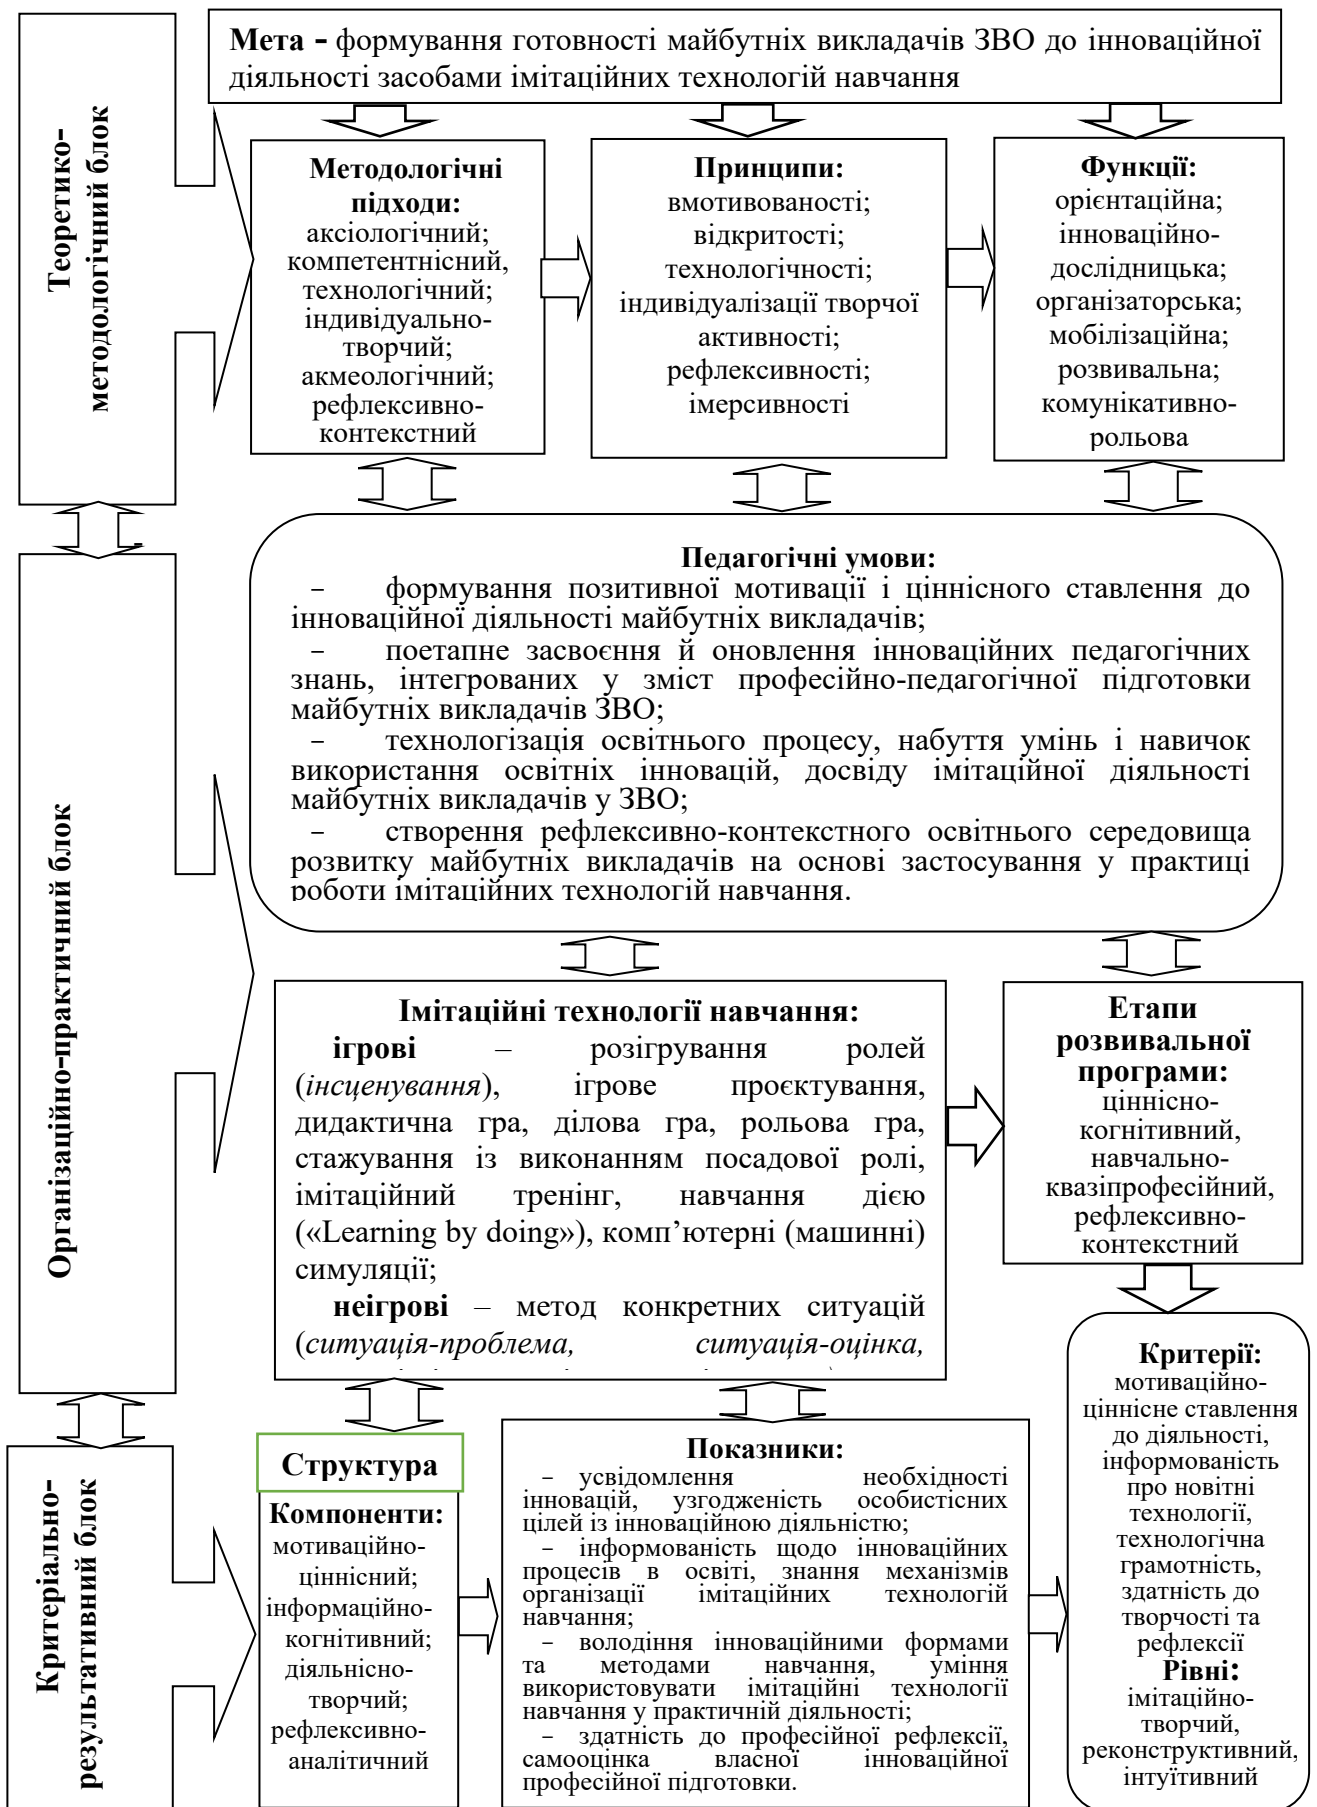 Мета - формування готовності майбутніх викладачів ЗВО до інноваційної
діяльності засобами імітаційних технологій навчання
Теоретико-
методологічний блок
Методологічні
підходи:
аксіологічний;
компетентнісний,
технологічний;
індивідуально-
творчий;
акмеологічний;
рефлексивно-
контекстний
Принципи:
вмотивованості;
відкритості;
технологічності;
індивідуалізації творчої
активності;
рефлексивності;
імерсивності
Функції:
орієнтаційна;
інноваційно-
дослідницька;
організаторська;
мобілізаційна;
розвивальна;
комунікативно-
рольова
Організаційно-практичний блок
Педагогічні умови:
– формування позитивної мотивації і ціннісного ставлення до
інноваційної діяльності майбутніх викладачів;
– поетапне засвоєння й оновлення інноваційних педагогічних
знань, інтегрованих у зміст професійно-педагогічної підготовки
майбутніх викладачів ЗВО;
– технологізація освітнього процесу, набуття умінь і навичок
використання освітніх інновацій, досвіду імітаційної діяльності
майбутніх викладачів у ЗВО;
– створення рефлексивно-контекстного освітнього середовища
розвитку майбутніх викладачів на основі застосування у практиці
роботи імітаційних технологій навчання.
Імітаційні технології навчання:
ігрові – розігрування ролей
(інсценування), ігрове проєктування,
дидактична гра, ділова гра, рольова гра,
стажування із виконанням посадової ролі,
імітаційний тренінг, навчання дією
(«Learning by doing»), комп’ютерні (машинні)
симуляції;
неігрові – метод конкретних ситуацій
(ситуація-проблема, ситуація-оцінка,
Етапи
розвивальної
програми:
ціннісно-
когнітивний,
навчально-
квазіпрофесійний,
рефлексивно-
контекстний
Критеріально-
результативний блок
Структура
Компоненти:
мотиваційно-
ціннісний;
інформаційно-
когнітивний;
діяльнісно-
творчий;
рефлексивно-
аналітичний
Показники:
– усвідомлення необхідності
інновацій, узгодженість особистісних
цілей із інноваційною діяльністю;
– інформованість щодо інноваційних
процесів в освіті, знання механізмів
організації імітаційних технологій
навчання;
– володіння інноваційними формами
та методами навчання, уміння
використовувати імітаційні технології
навчання у практичній діяльності;
– здатність до професійної рефлексії,
самооцінка власної інноваційної
професійної підготовки.
Критерії:
мотиваційно-
ціннісне ставлення
до діяльності,
інформованість
про новітні
технології,
технологічна
грамотність,
здатність до
творчості та
рефлексії
Рівні:
імітаційно-
творчий,
реконструктивний,
інтуїтивний